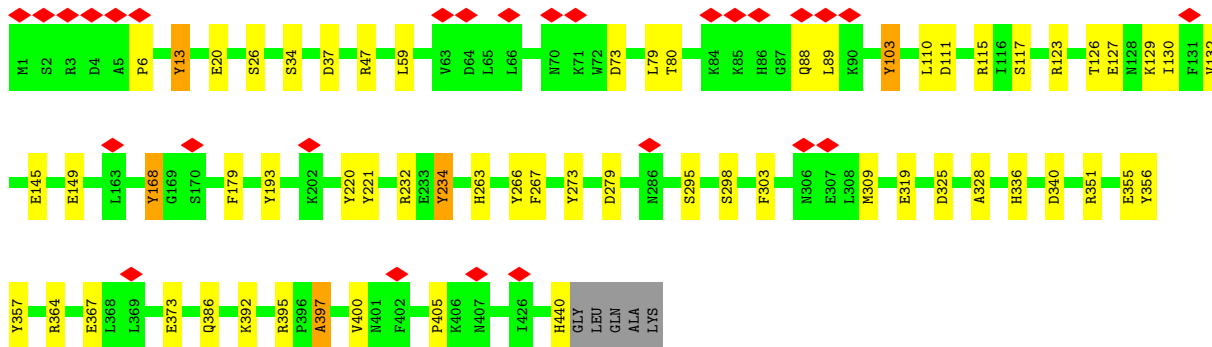 M1 S2 R3 D4 A5 P6 Y13 E20 S26 S34 D37 R47 L59 V63 D64 L65 L66 N70 K71 W72 D73 L79 T80 K84 K85 H86 G87 Q88 L89 K90 Y103 L110 D111 R115 I116 S117 R123 T126 E127 N128 K129 I130 F131 V132
E145 E149 L163 Y168 G169 S170 F179 Y193 K202 Y220 Y221 R232 E233 Y234 H263 Y266 F267 Y273 D279 N286 S295 S298 F303 N306 E307 L308 M309 E319 D325 A328 H336 D340 R351 E355 Y356
Y357 R364 E367 L368 L369 E373 Q386 K392 R395 P396 A397 V400 N401 F402 P405 K406 N407 I426 H440 GLY LEU GLN ALA LYS